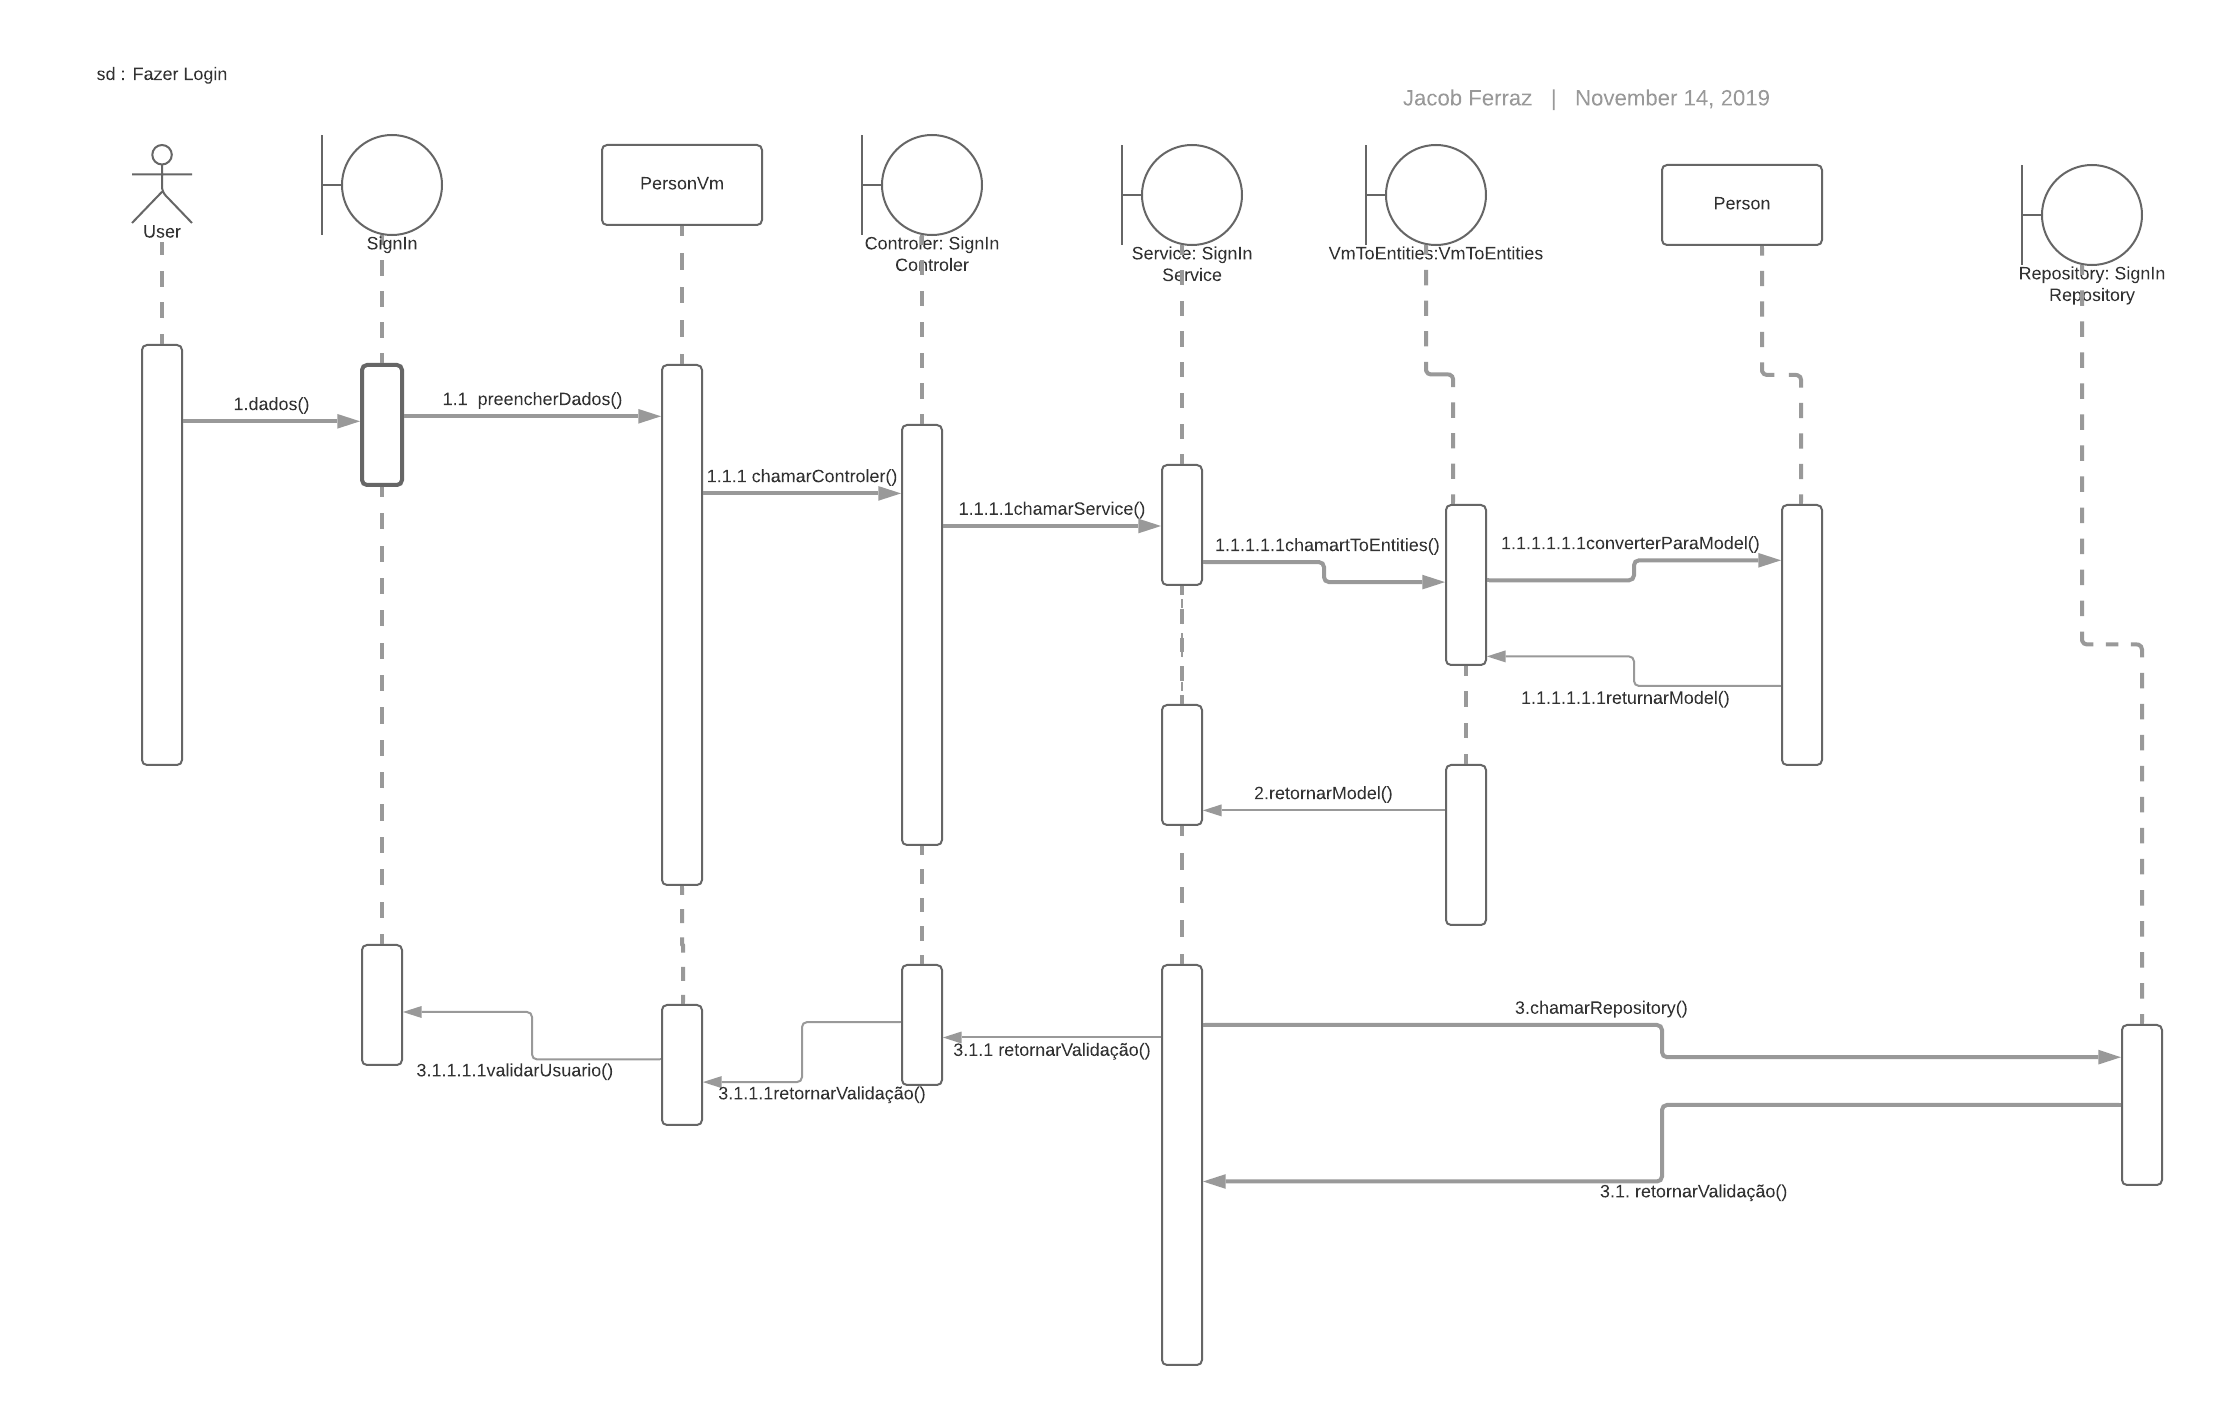 sd : Fazer Login
Jacob Ferraz | November 14, 2019
User
SignIn
PersonVm
Controler: SignIn
Controler
Service: SignIn
Service
VmToEntities:VmToEntities
Person
Repository: SignIn
Repository
1.dados()
1.1 preencherDados()
1.1.1 chamarControler()
1.1.1.1chamarService()
1.1.1.1.1chamartToEntities()
1.1.1.1.1.1converterParaModel()
1.1.1.1.1.1returnarModel()
2.retornarModel()
3.chamarRepository()
3.1.1 retornarValidação()
3.1.1.1.1validarUsuario()
3.1.1.1retornarValidação()
3.1. retornarValidação()